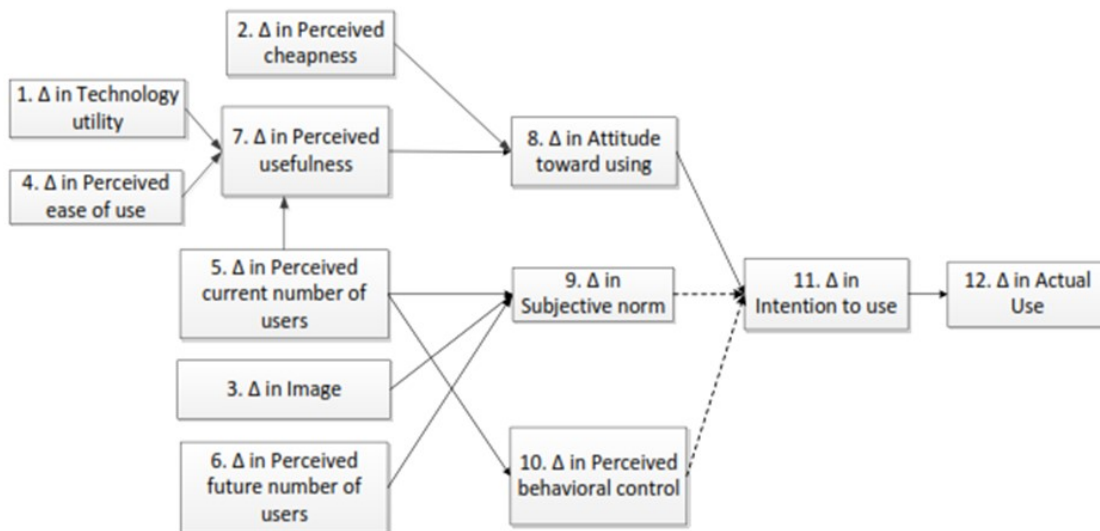 2. Δ in Perceived
cheapness
1. Δ in Technology
utility
7. Δ in Perceived
usefulness
8. Δ in Attitude
toward using
4. Δ in Perceived
ease of use
5. Δ in Perceived
current number of
users
9. Δ in
Subjective norm
11. Δ in
Intention to use
12. Δ in Actual
Use
3. Δ in Image
6. Δ in Perceived
future number of
users
10. Δ in Perceived
behavioral control